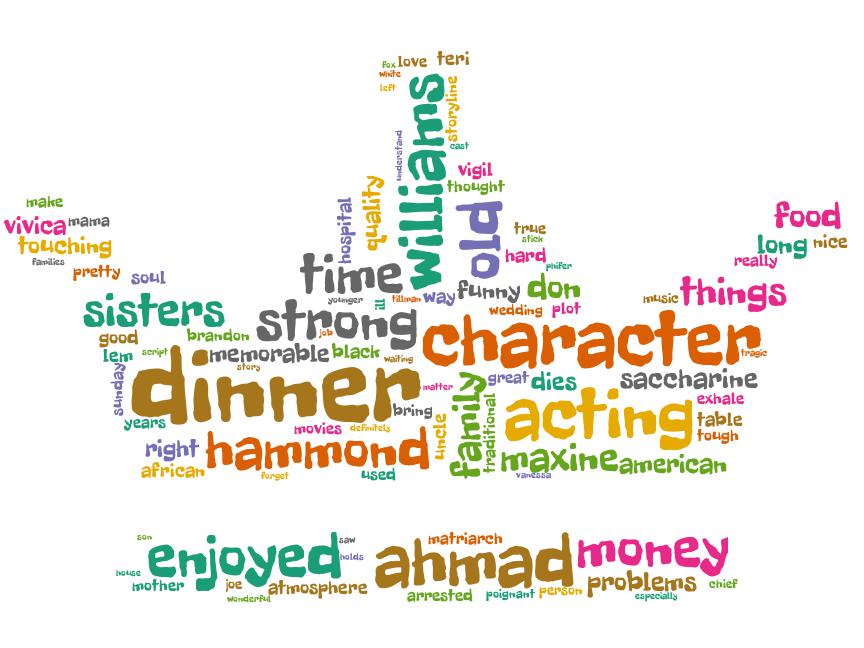 fox love teri
white
left
williams
storyline
understand
cast
vigil
thought
quality
hospital
old
true
stick
hard
phifer
make
vivica mama
touching
families
pretty
soul
food
long nice
really
time
younger
ill
tillman
way
funny
don
wedding
plot
music
things
sisters
strong
job
character
tragic
good
brandon
lem
script
memorable
black
waiting
story
sunday
dinner
matter
great
dies
saccharine
bring
family
traditional
acting
exhale
table
tough
years
movies
definitely
uncle
right
hammond
maxine
american
african
forget
used
vanessa
son
enjoyed
saw
holds
matriarch
ahmad
money
house
mother
joe
atmosphere
wonderful
arrested
poignant
person
problems
especially
chief